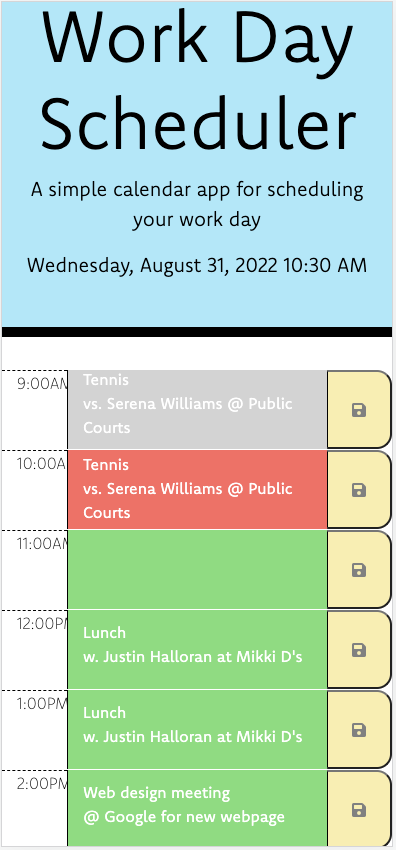 Work Day
Scheduler
A simple calendar app for scheduling
your work day
Wednesday, August 31, 2022 10:30 AM
9:00AM
Tennis
vs. Serena Williams @ Public
Courts
10:00A
Tennis
vs. Serena Williams @ Public
Courts
11:00AM
12:00PM
Lunch
w. Justin Halloran at Mikki D's
1:00PM
Lunch
w. Justin Halloran at Mikki D's
2:00PM
Web design meeting
@ Google for new webpage